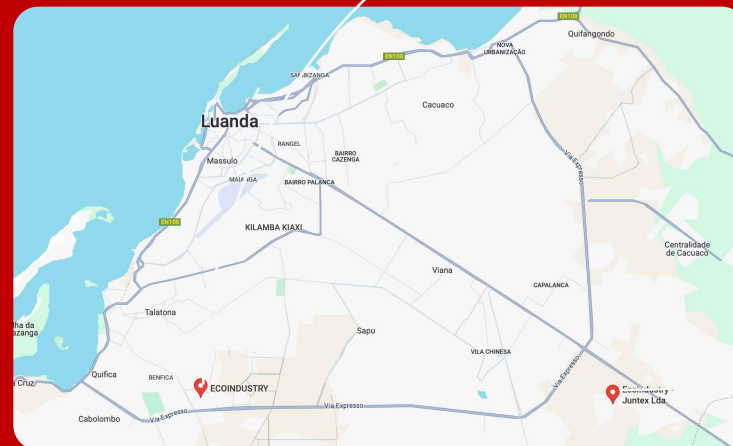 EN100
Quifangondo
NOVA
URBANIZAÇÃO
EN100
SAMBIZANGA
Cacuaco
Luanda
RANGEL
BAIRRO
CAZENGA
Via Expresso
Massulo
MAIANGA
BAIRRO PALANCA
EN100
KILAMBA KIAXI
Centralidade
de Cacuaco
Viana
CAPALANCA
Talatona
Sapu
VILA CHINESA
Quifica
BENFICA
ECOINDUSTRY
Via Expresso
Ecoindustry -
Juntex Lda.
Cabolombo
Via Expresso
Via Expresso